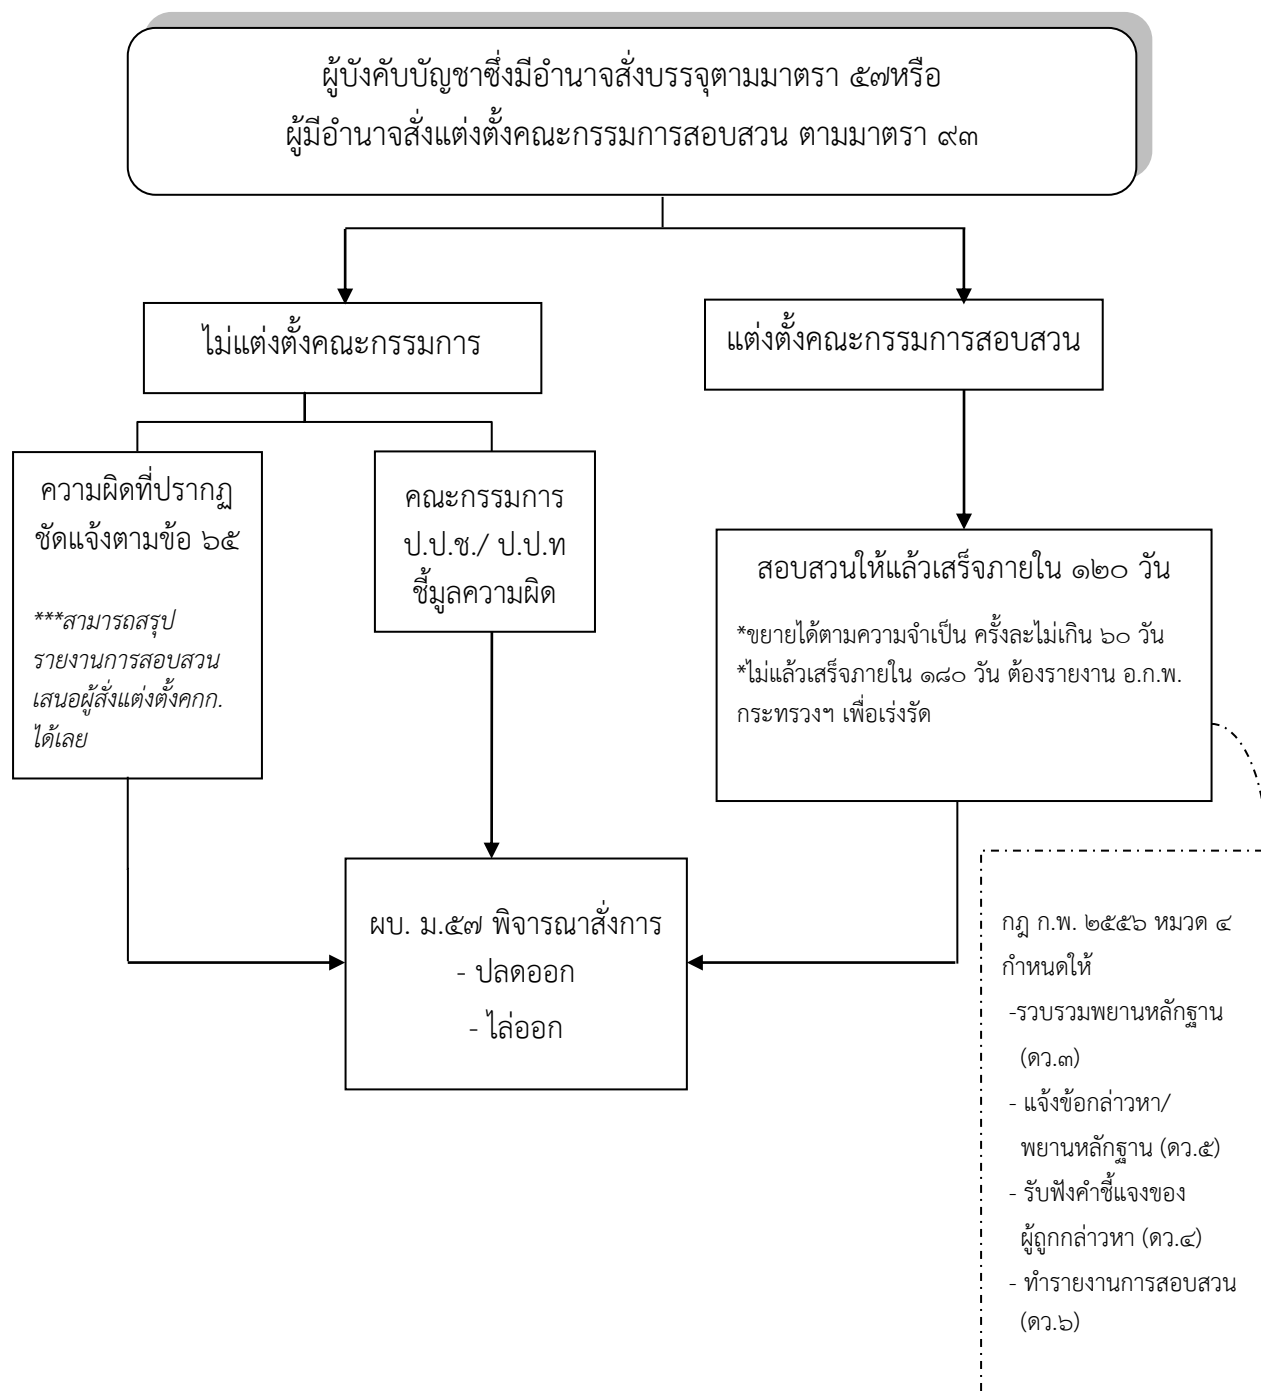 ผู้บังคับบัญชาซึ่งมีอำนาจสั่งบรรจุตามมาตรา ๕๗หรือ
ผู้มีอำนาจสั่งแต่งตั้งคณะกรรมการสอบสวน ตามมาตรา ๙๓
ไม่แต่งตั้งคณะกรรมการ
แต่งตั้งคณะกรรมการสอบสวน
ความผิดที่ปรากฏ
ชัดแจ้งตามข้อ ๖๕
***สามารถสรุป
รายงานการสอบสวน
เสนอผู้สั่งแต่งตั้งคกก.
ได้เลย
คณะกรรมการ
ป.ป.ช./ ป.ป.ท
ชี้มูลความผิด
สอบสวนให้แล้วเสร็จภายใน ๑๒๐ วัน
*ขยายได้ตามความจำเป็น ครั้งละไม่เกิน ๖๐ วัน
*ไม่แล้วเสร็จภายใน ๑๘๐ วัน ต้องรายงาน อ.ก.พ.
กระทรวงฯ เพื่อเร่งรัด
ผบ. ม.๕๗ พิจารณาสั่งการ
- ปลดออก
- ไล่ออก
กฎ ก.พ. ๒๕๕๖ หมวด ๔
กำหนดให้
-รวบรวมพยานหลักฐาน
(ดว.๓)
- แจ้งข้อกล่าวหา/
พยานหลักฐาน (ดว.๕)
- รับฟังคำชี้แจงของ
ผู้ถูกกล่าวหา (ดว.๔)
- ทำรายงานการสอบสวน
(ดว.๖)